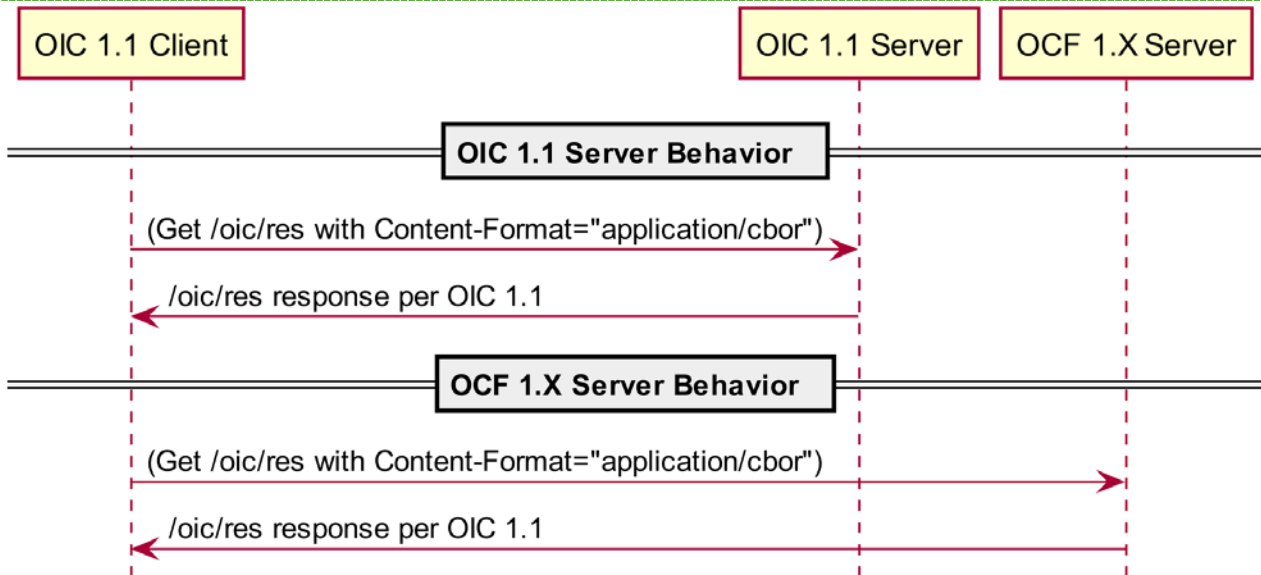 OIC 1.1 Client
OIC 1.1 Server
OCF 1.X Server
OIC 1.1 Server Behavior
(Get /oic/res with Content-Format="application/cbor")
/oic/res response per OIC 1.1
OCF 1.X Server Behavior
(Get /oic/res with Content-Format="application/cbor")
/oic/res response per OIC 1.1